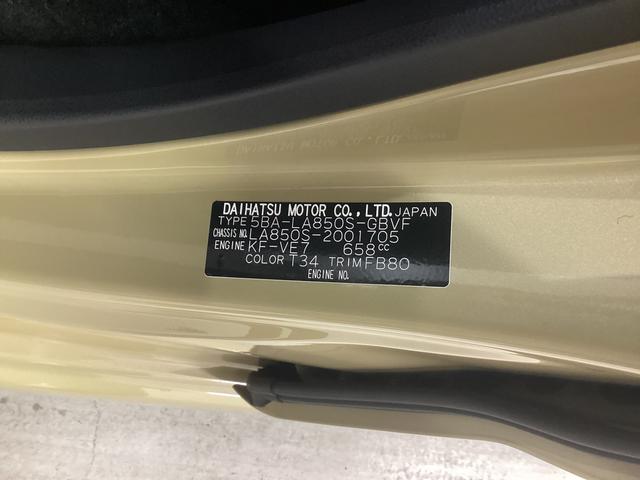 DAIHATSU MOTOR CO., LTD. JAPAN
TYPE 5BA-LA850S-GBVF
CHASSIS NO. LA850S-2001705
ENGINE KF-VE7 658cc
COLOR T34 TRIM FB80
ENGINE NO.